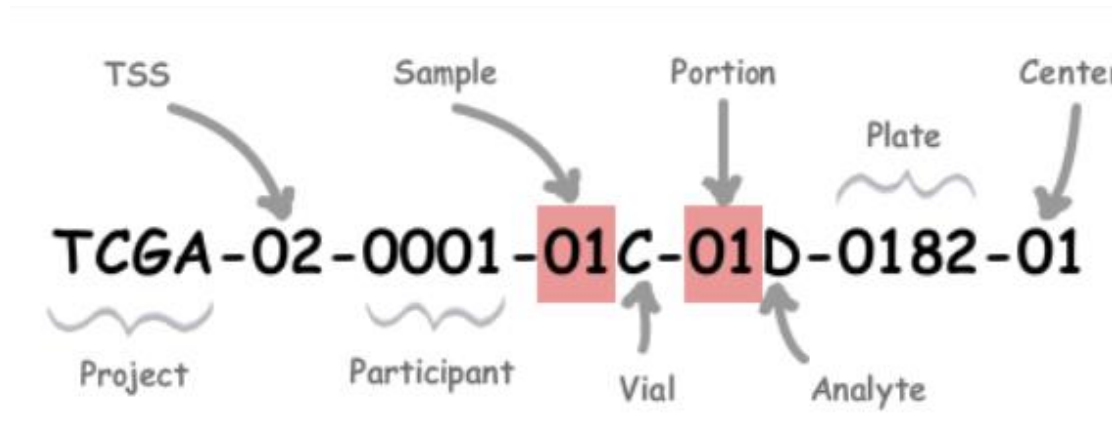 TSS Sample Portion Center
Plate
TCGA-02-0001-01C-01D-0182-01
Project Participant Vial Analyte